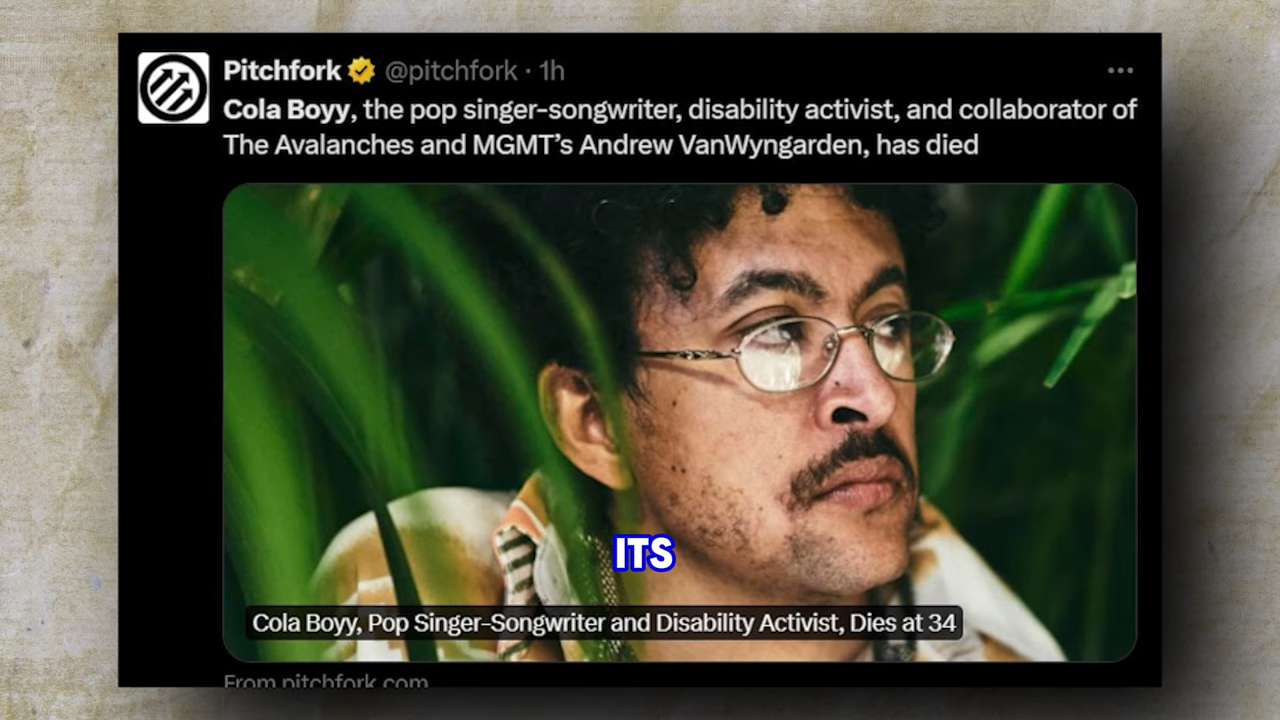 Pitchfork @pitchfork · 1h
Cola Boyy, the pop singer-songwriter, disability activist, and collaborator of
The Avalanches and MGMT’s Andrew VanWyngarden, has died
ITS
Cola Boyy, Pop Singer-Songwriter and Disability Activist, Dies at 34
From pitchfork.com